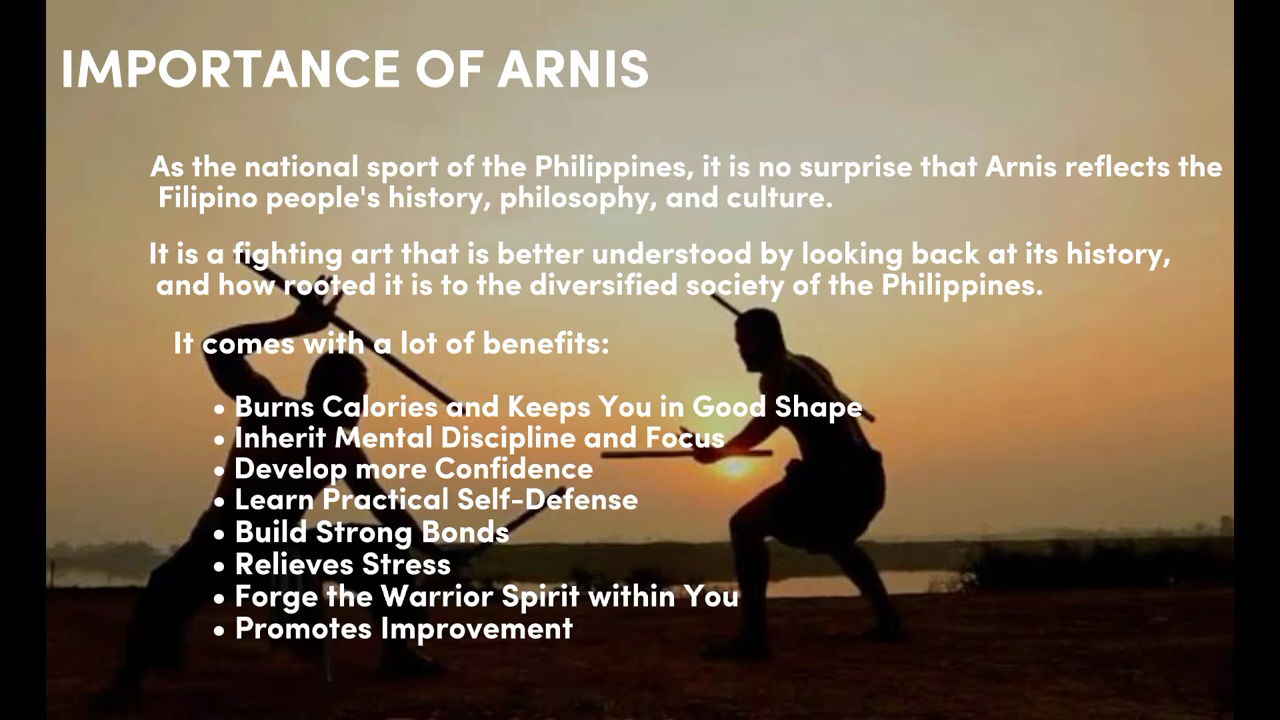 IMPORTANCE OF ARNIS
As the national sport of the Philippines, it is no surprise that Arnis reflects the
Filipino people's history, philosophy, and culture.
It is a fighting art that is better understood by looking back at its history,
and how rooted it is to the diversified society of the Philippines.
It comes with a lot of benefits:
• Burns Calories and Keeps You in Good Shape
• Inherit Mental Discipline and Focus
• Develop more Confidence
• Learn Practical Self-Defense
• Build Strong Bonds
• Relieves Stress
• Forge the Warrior Spirit within You
• Promotes Improvement